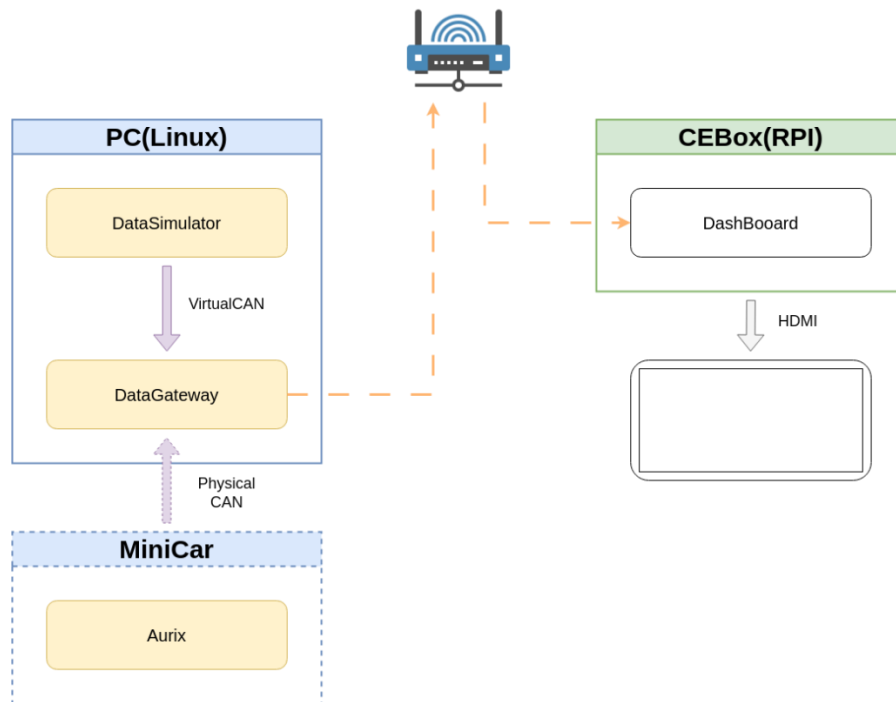 PC(Linux)
DataSimulator
VirtualCAN
DataGateway
Physical
CAN
MiniCar
Aurix
CEBox(RPI)
DashBooard
HDMI